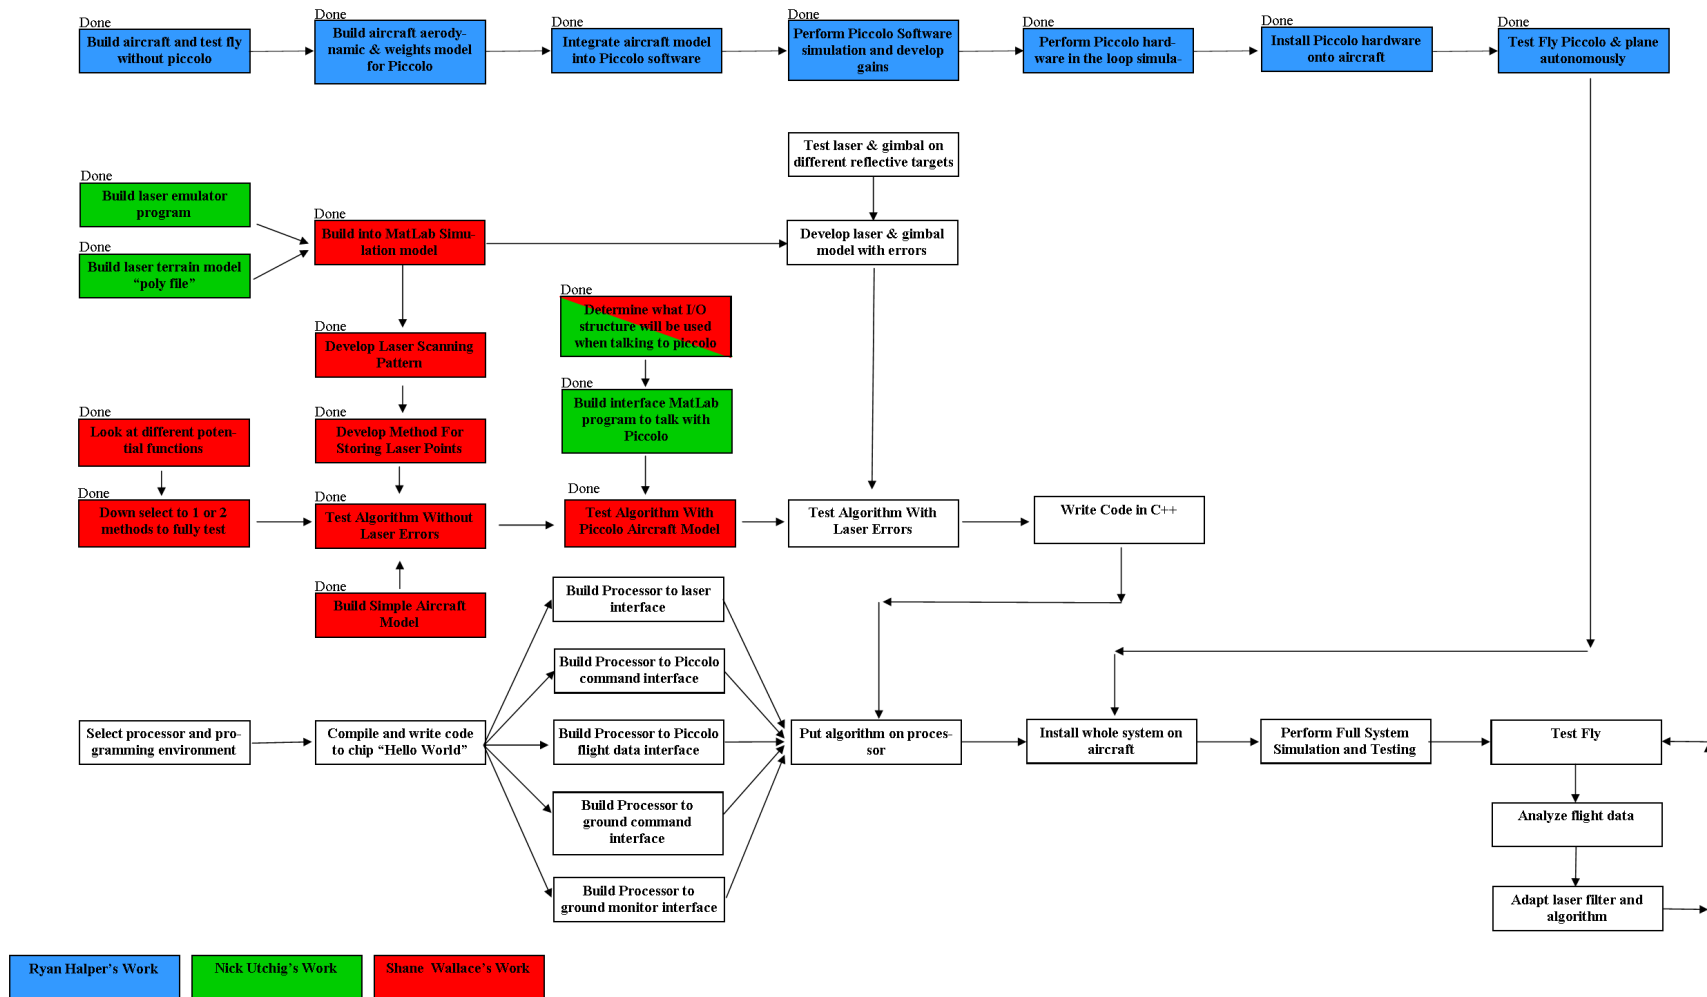 Done
Build aircraft and test fly
without piccolo
Done
Build aircraft aerody-
namic & weights model
for Piccolo
Done
Integrate aircraft model
into Piccolo software
Done
Perform Piccolo Software
simulation and develop
gains
Done
Perform Piccolo hard-
ware in the loop simula-
Done
Install Piccolo hardware
onto aircraft
Done
Test Fly Piccolo & plane
autonomously
Test laser & gimbal on
different reflective targets
Done
Build laser emulator
program
Done
Build laser terrain model
“poly file”
Done
Build into MatLab Simu-
lation model
Develop laser & gimbal
model with errors
Done
Develop Laser Scanning
Pattern
Done
Determine what I/O
structure will be used
when talking to piccolo
Done
Build interface MatLab
program to talk with
Piccolo
Done
Look at different poten-
tial functions
Done
Develop Method For
Storing Laser Points
Done
Down select to 1 or 2
methods to fully test
Done
Test Algorithm Without
Laser Errors
Done
Test Algorithm With
Piccolo Aircraft Model
Test Algorithm With
Laser Errors
Write Code in C++
Done
Build Simple Aircraft
Model
Build Processor to laser
interface
Build Processor to Piccolo
command interface
Select processor and pro-
gramming environment
Compile and write code
to chip “Hello World”
Build Processor to Piccolo
flight data interface
Put algorithm on proces-
sor
Install whole system on
aircraft
Perform Full System
Simulation and Testing
Test Fly
Build Processor to
ground command
interface
Analyze flight data
Build Processor to
ground monitor interface
Adapt laser filter and
algorithm
Ryan Halper’s Work
Nick Utchig’s Work
Shane  Wallace’s Work